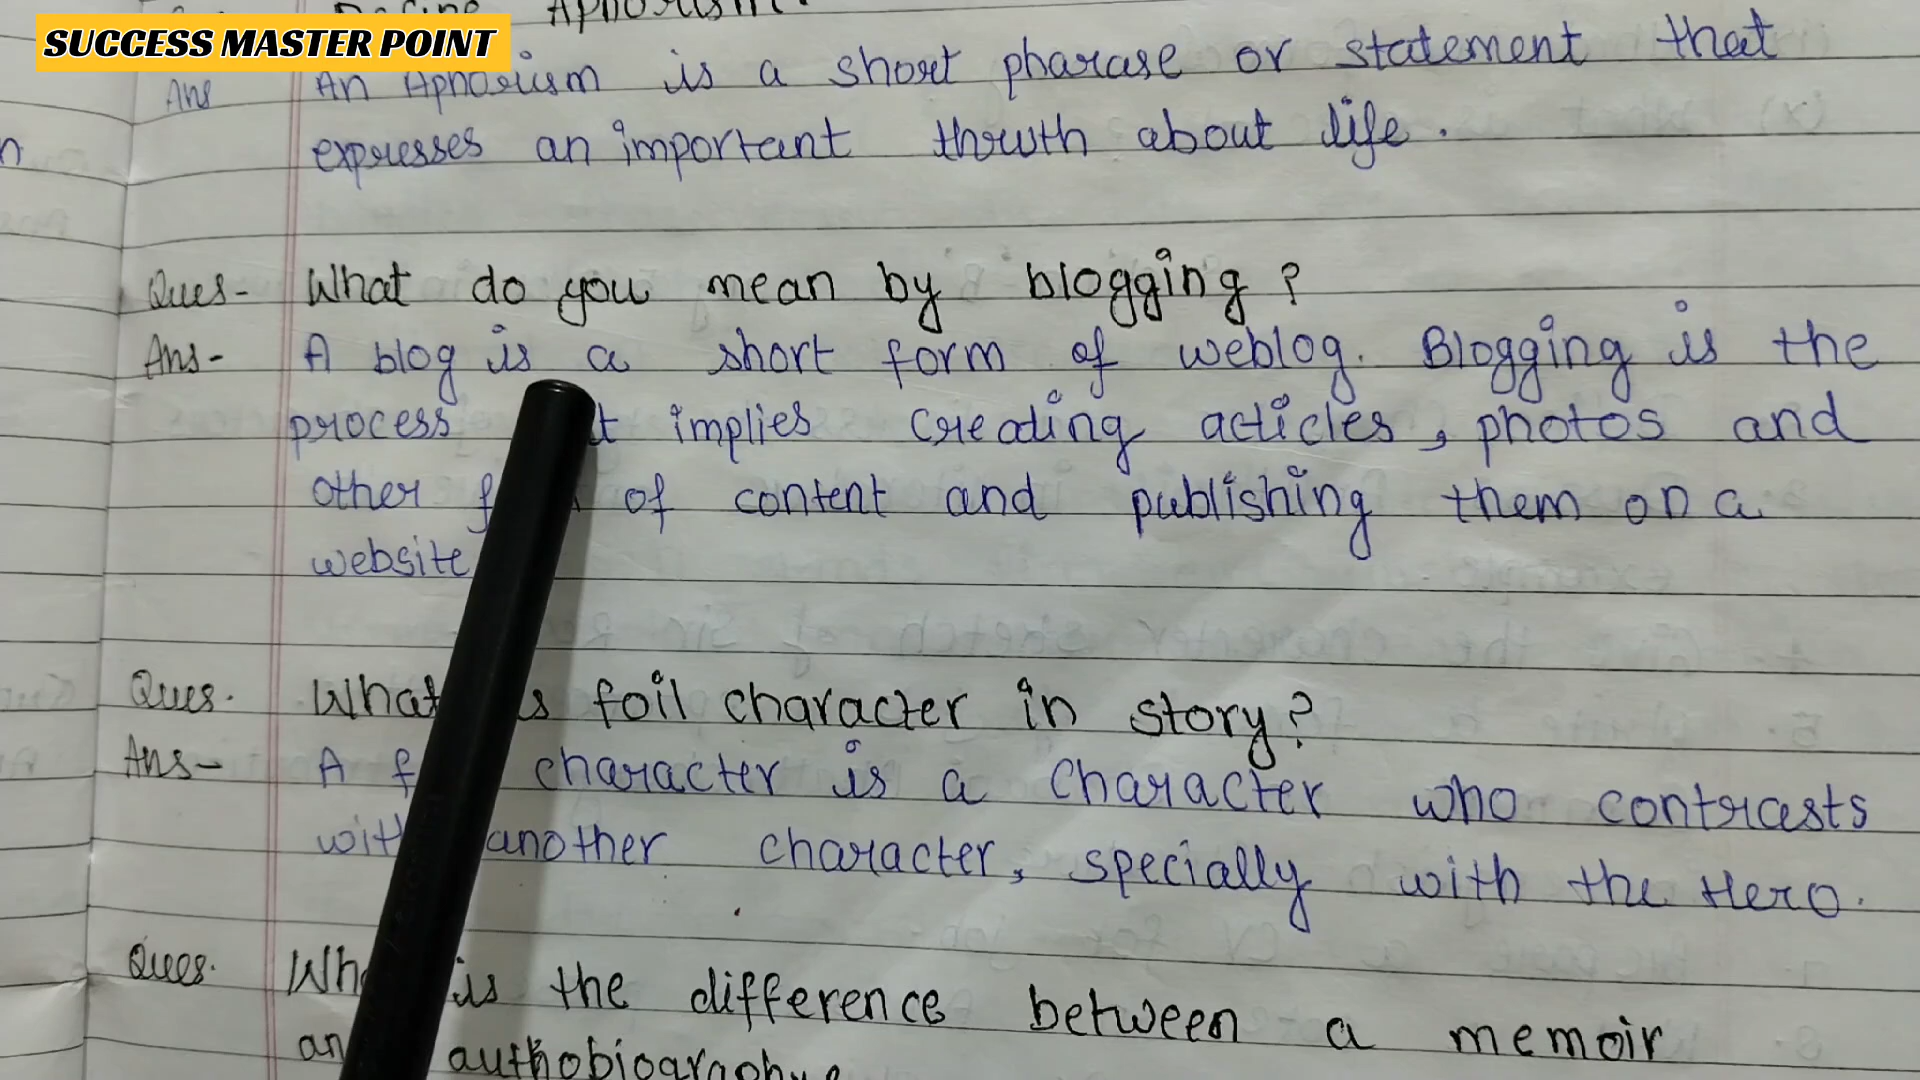 SUCCESS MASTER POINT
Ans An Aphorism is a short pharase or statement that
expresses an important thruth about life.
Ques- What do you mean by blogging?
Ans- A blog is a short form of weblog. Blogging is the
process implies creating acticles, photos and
other of content and publishing them on a
website
Ques. What is foil character in story?
Ans- A character is a character who contrasts
with another character, specially with the Hero.
Ques. is the difference between a memoir
authobiography?